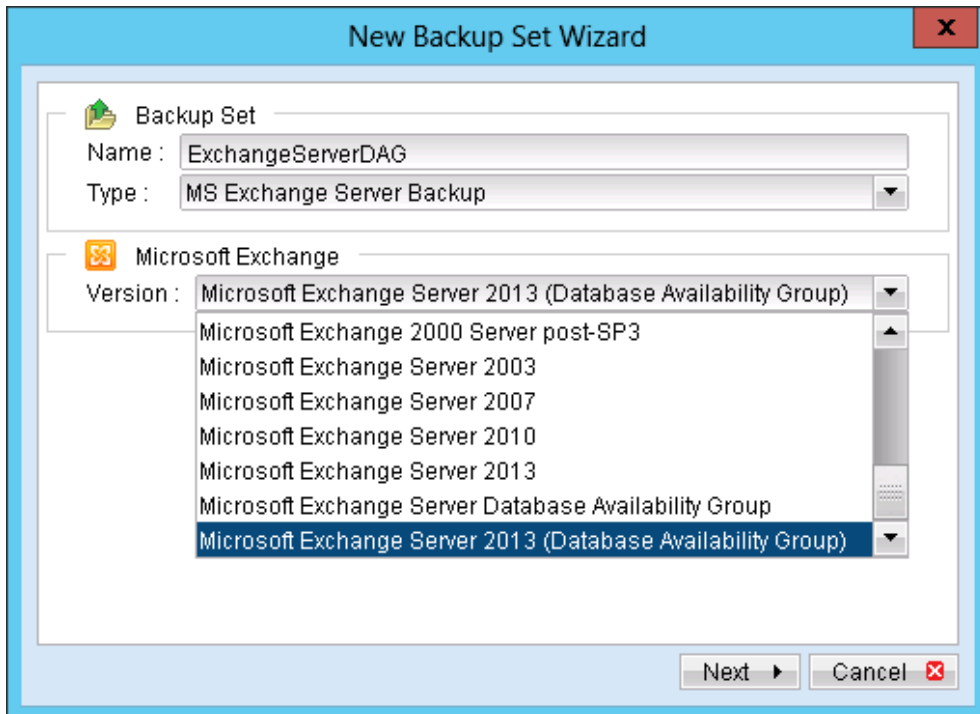 New Backup Set Wizard
x
Backup Set
Name : ExchangeServerDAG
Type : MS Exchange Server Backup
Microsoft Exchange
Version : Microsoft Exchange Server 2013 (Database Availability Group)
Microsoft Exchange 2000 Server post-SP3
Microsoft Exchange Server 2003
Microsoft Exchange Server 2007
Microsoft Exchange Server 2010
Microsoft Exchange Server 2013
Microsoft Exchange Server Database Availability Group
Microsoft Exchange Server 2013 (Database Availability Group)
Next Cancel